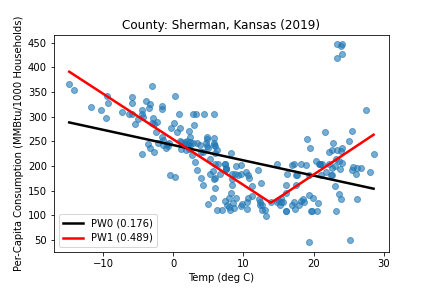 County: Sherman, Kansas (2019)
Per-Capita Consumption (MMBtu/1000 Households)
450
400
350
300
250
200
150
100
50
PW0 (0.176)
PW1 (0.489)
−10
0
10
20
30
Temp (deg C)